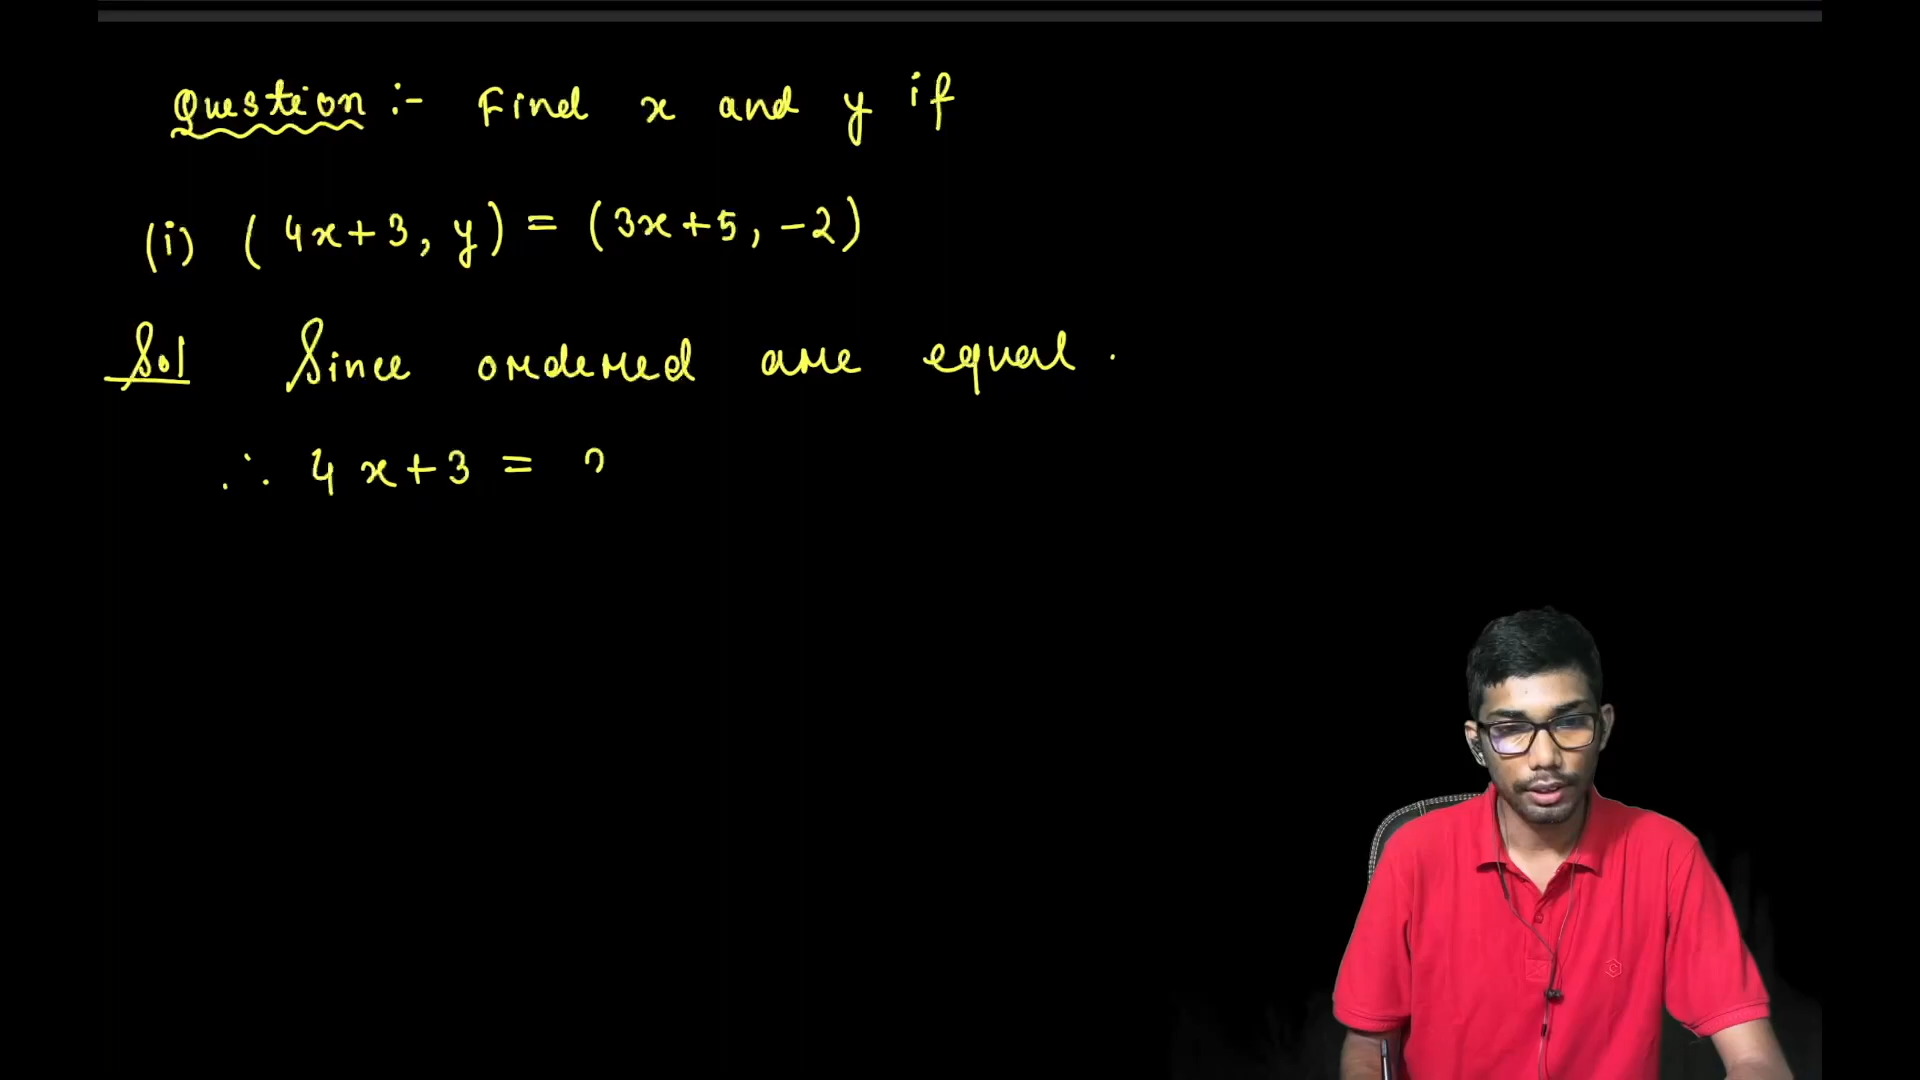 Question :- Find x and y if
(i) (4x+3, y) = (3x+5, -2)
Sol Since ordered are equal.
∴ 4x+3 =